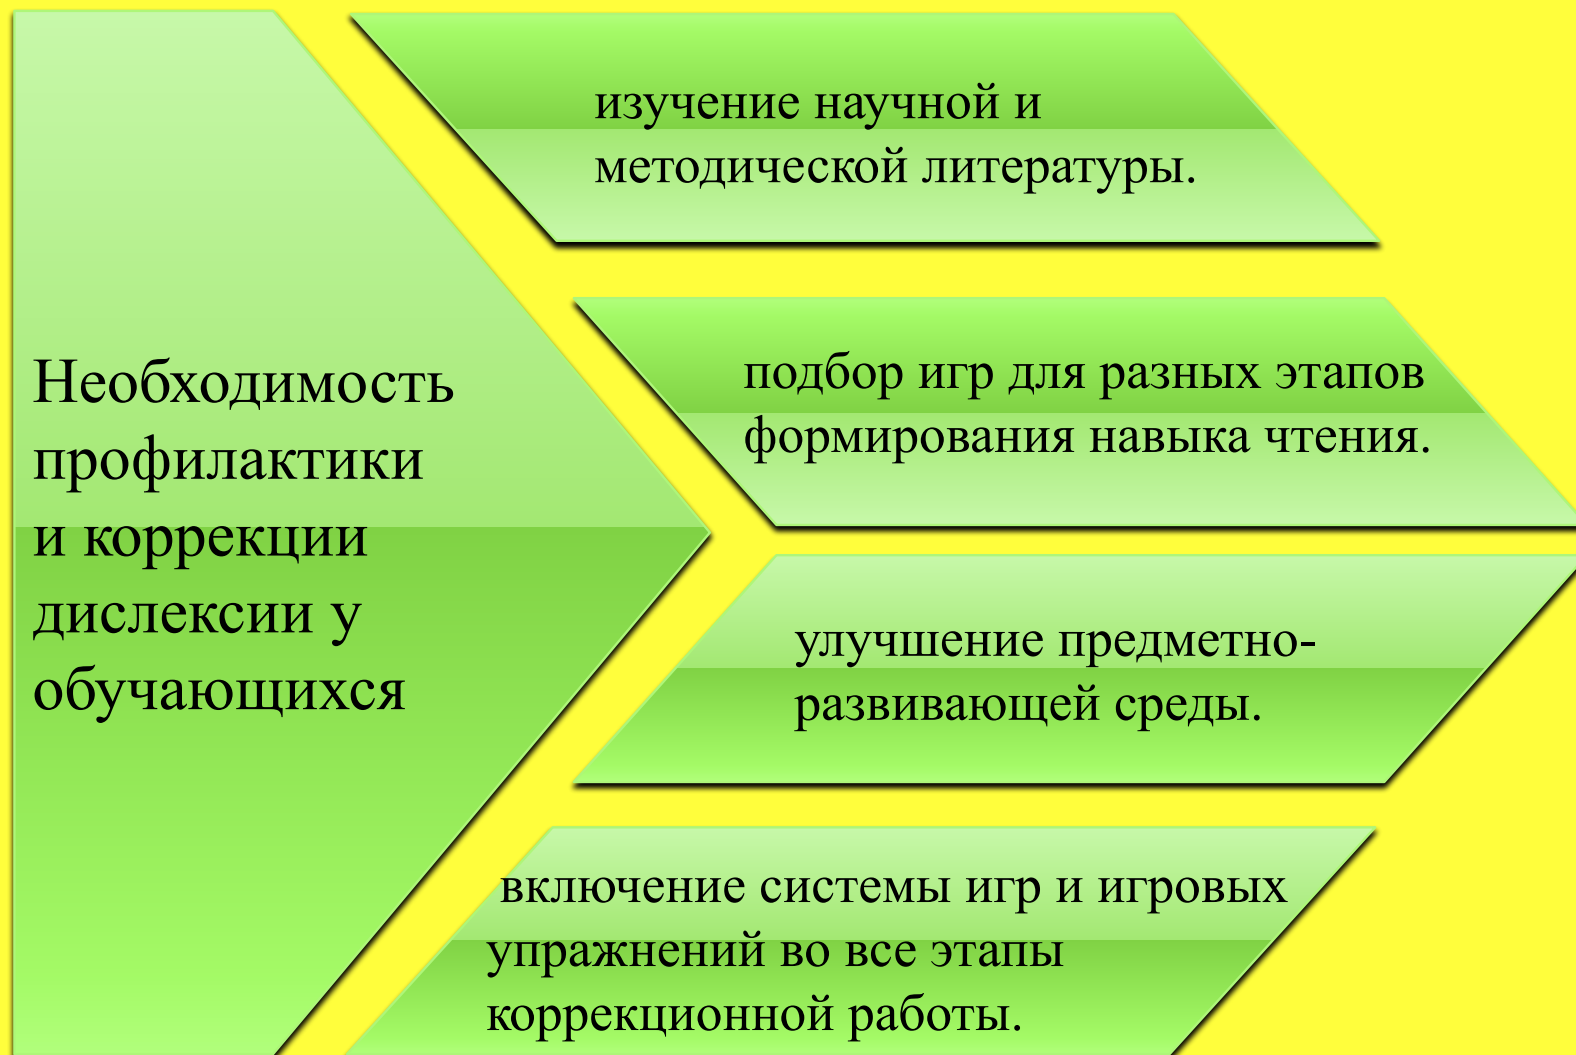 Необходимость
профилактики
и коррекции
дислексии у
обучающихся
изучение научной и
методической литературы.
подбор игр для разных этапов
формирования навыка чтения.
улучшение предметно-
развивающей среды.
включение системы игр и игровых
упражнений во все этапы
коррекционной работы.